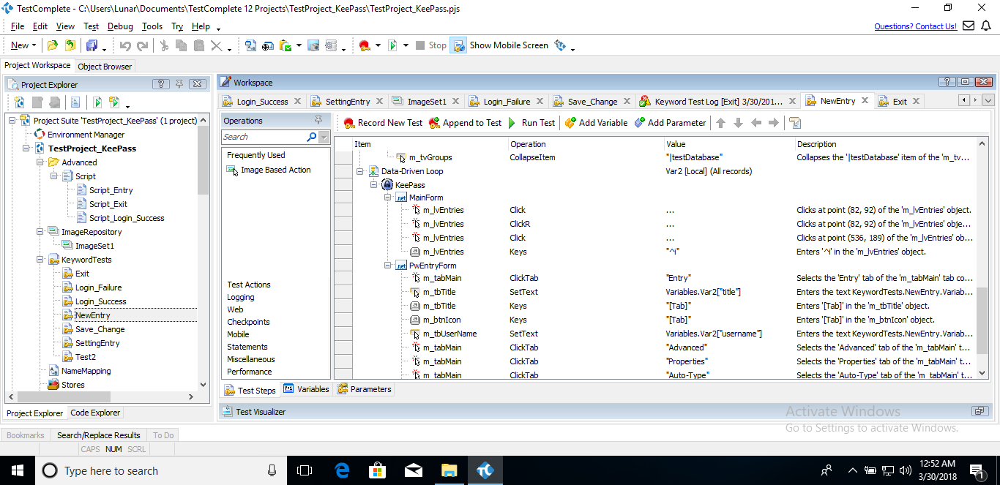 TestComplete - C:\Users\Lunar\Documents\TestComplete 12 Projects\TestProject_KeePass\TestProject_KeePass.pjs
File Edit View Test Debug Tools Try Help
Questions? Contact Us!
New
Stop
Show Mobile Screen
Project Workspace
Object Browser
Project Explorer
Project Suite 'TestProject_KeePass' (1 project)
Environment Manager
TestProject_KeePass
Advanced
Script
Script_Entry
Script_Exit
Script_Login_Success
ImageRepository
ImageSet1
KeywordTests
Exit
Login_Failure
Login_Success
NewEntry
Save_Change
SettingEntry
Test2
NameMapping
Stores
Project Explorer
Code Explorer
Workspace
Login_Success
SettingEntry
ImageSet1
Login_Failure
Save_Change
Keyword Test Log [Exit] 3/30/201...
NewEntry
Exit
Operations
Search
Frequently Used
Image Based Action
Test Actions
Logging
Web
Checkpoints
Mobile
Statements
Miscellaneous
Performance
Record New Test
Append to Test
Run Test
Add Variable
Add Parameter
Item Operation Value Description
m_tvGroups CollapseItem "|testDatabase" Collapses the '|testDatabase' item of the 'm_tv...
Data-Driven Loop Var2 [Local] (All records)
KeePass
.net MainForm
m_lvEntries Click ... Clicks at point (82, 92) of the 'm_lvEntries' object.
m_lvEntries ClickR ... Clicks at point (82, 92) of the 'm_lvEntries' obje...
m_lvEntries Click ... Clicks at point (536, 189) of the 'm_lvEntries' ob...
m_lvEntries Keys "^i" Enters '^i' in the 'm_lvEntries' object.
.net PwEntryForm
m_tabMain ClickTab "Entry" Selects the 'Entry' tab of the 'm_tabMain' tab co...
m_tbTitle SetText Variables.Var2["title"] Enters the text KeywordTests.NewEntry.Variab...
m_tbTitle Keys "[Tab]" Enters '[Tab]' in the 'm_tbTitle' object.
m_btnIcon Keys "[Tab]" Enters '[Tab]' in the 'm_btnIcon' object.
m_tbUserName SetText Variables.Var2["username"] Enters the text KeywordTests.NewEntry.Variab...
m_tabMain ClickTab "Advanced" Selects the 'Advanced' tab of the 'm_tabMain' t...
m_tabMain ClickTab "Properties" Selects the 'Properties' tab of the 'm_tabMain' t...
m_tabMain ClickTab "Auto-Type" Selects the 'Auto-Type' tab of the 'm_tabMain' t...
Test Steps
Variables
Parameters
Test Visualizer
Activate Windows
Go to Settings to activate Windows.
Bookmarks
Search/Replace Results
To Do
CAPS NUM SCRL
Type here to search
12:52 AM
3/30/2018
1